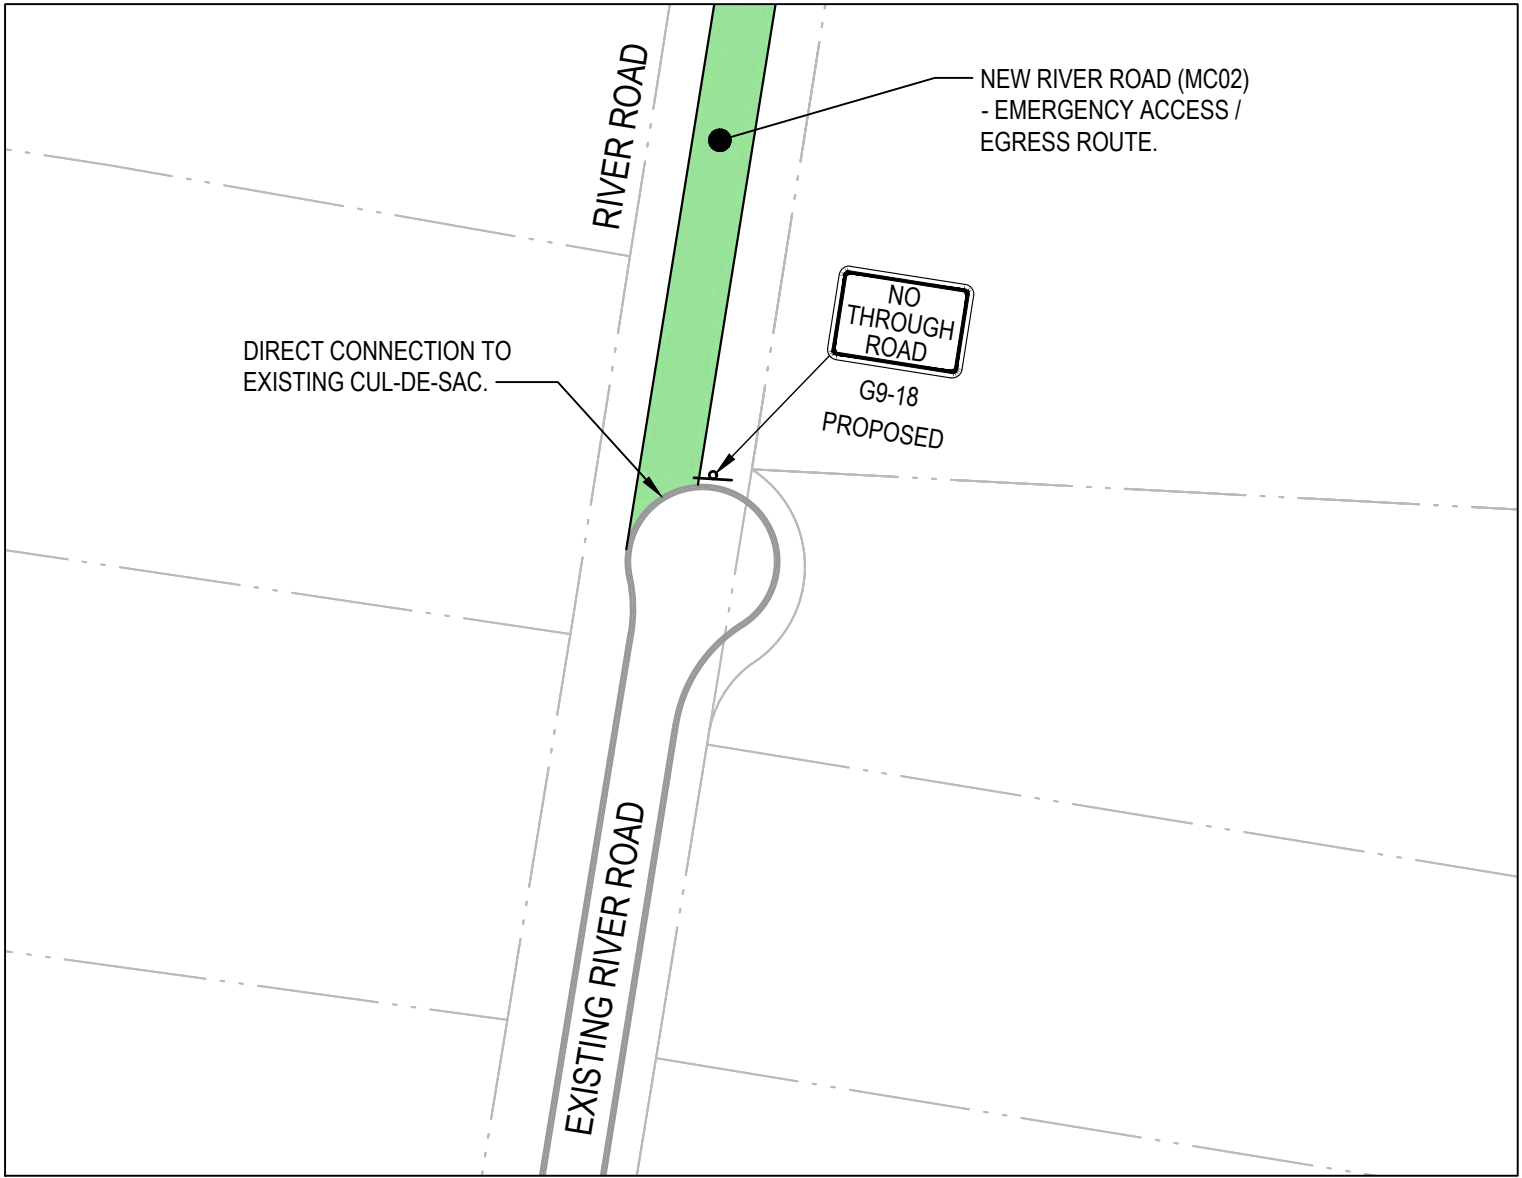 RIVER ROAD
NEW RIVER ROAD (MC02)
- EMERGENCY ACCESS /
EGRESS ROUTE.
NO
THROUGH
ROAD
G9-18
PROPOSED
DIRECT CONNECTION TO
EXISTING CUL-DE-SAC.
EXISTING RIVER ROAD